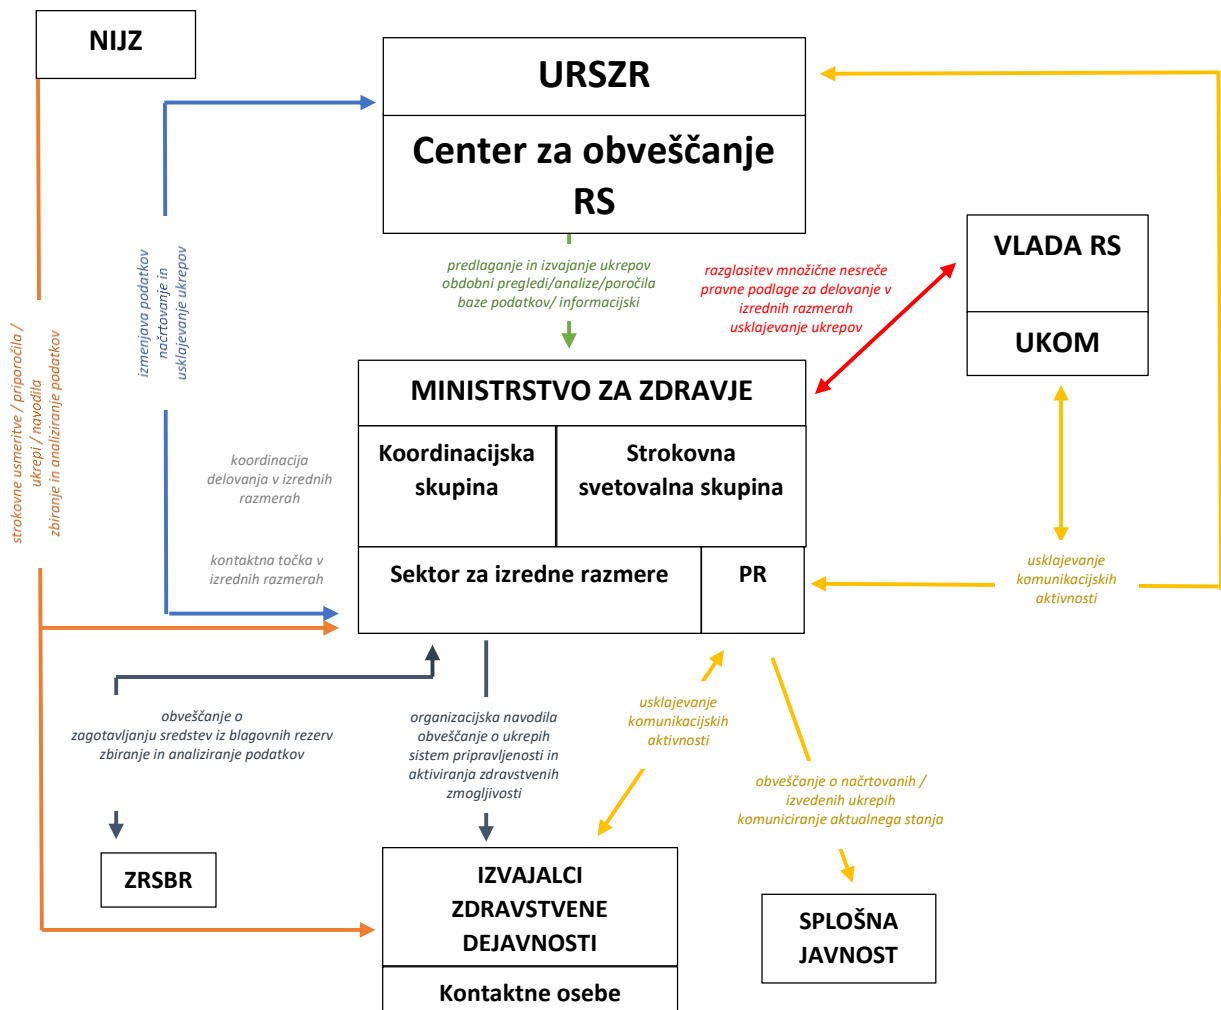 NIJZ
URSZR
Center za obveščanje
RS
VLADA RS
UKOM
izmenjava podatkov
načrtovanje in
usklajevanje ukrepov
strokovne usmeritve / priporočila /
ukrepi / navodila
zbiranje in analiziranje podatkov
predlaganje in izvajanje ukrepov
obdobni pregledi/analize/poročila
baze podatkov/ informacijski
razglasitev množične nesreče
pravne podlage za delovanje v
izrednih razmerah
usklajevanje ukrepov
MINISTRSTVO ZA ZDRAVJE
Koordinacijska
skupina
Strokovna
svetovalna skupina
koordinacija
delovanja v izrednih
razmerah
kontaktna točka v
izrednih razmerah
Sektor za izredne razmere
PR
usklajevanje
komunikacijskih
aktivnosti
obveščanje o
zagotavljanju sredstev iz blagovnih rezerv
zbiranje in analiziranje podatkov
organizacijska navodila
obveščanje o ukrepih
sistem pripravljenosti in
aktiviranja zdravstvenih
zmogljivosti
usklajevanje
komunikacijskih
aktivnosti
obveščanje o načrtovanih /
izvedenih ukrepih
komuniciranje aktualnega stanja
ZRSBR
IZVAJALCI
ZDRAVSTVENE
DEJAVNOSTI
Kontaktne osebe
SPLOŠNA
JAVNOST